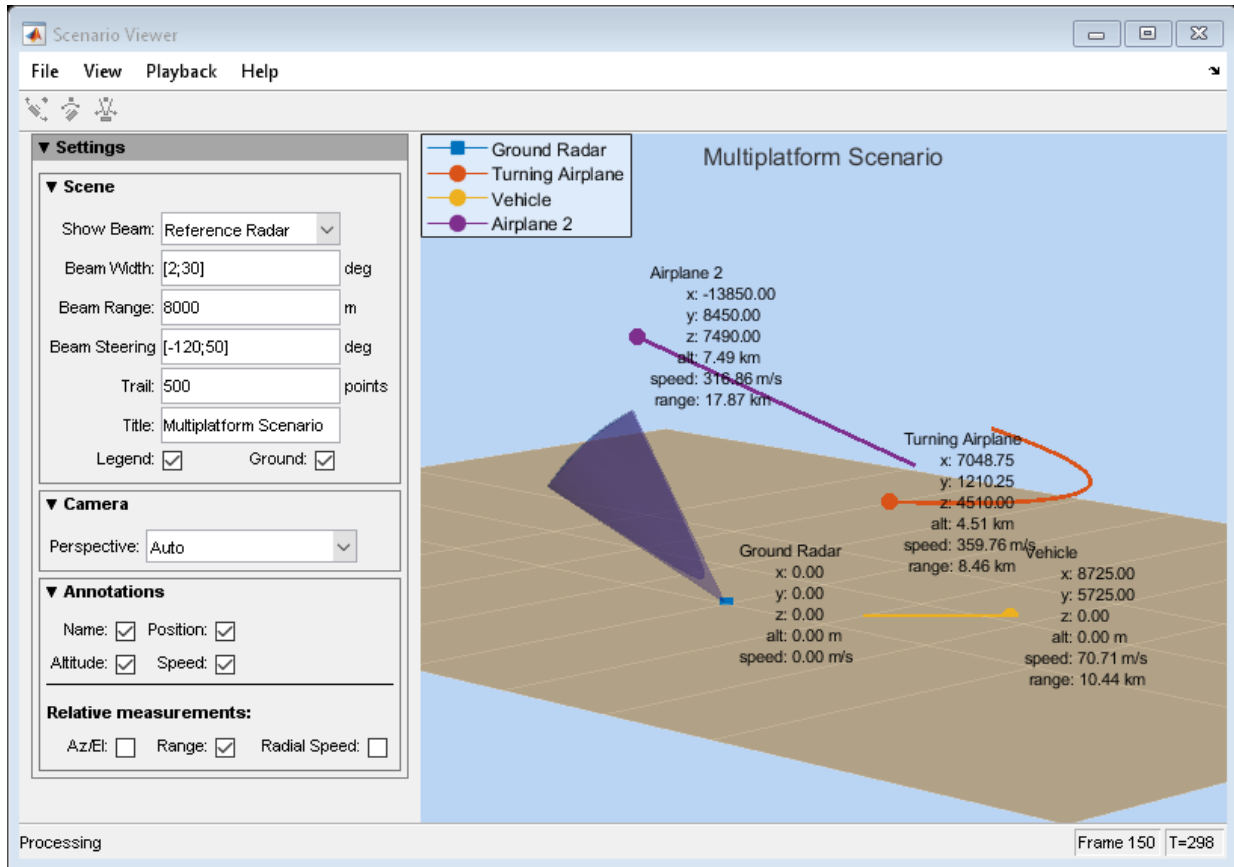 Scenario Viewer
File View Playback Help
▼ Settings
▼ Scene
Show Beam: Reference Radar
Beam Width: [2;30] deg
Beam Range: 8000 m
Beam Steering [-120;50] deg
Trail: 500 points
Title: Multiplatform Scenario
Legend: Ground:
▼ Camera
Perspective: Auto
▼ Annotations
Name: Position:
Altitude: Speed:
Relative measurements:
Az/El: Range: Radial Speed:
Ground Radar
Turning Airplane
Vehicle
Airplane 2
Multiplatform Scenario
Airplane 2
x: -13850.00
y: 8450.00
z: 7490.00
alt: 7.49 km
speed: 316.86 m/s
range: 17.87 km
Turning Airplane
x: 7048.75
y: 1210.25
z: 4510.00
alt: 4.51 km
speed: 359.76 m/s
range: 8.46 km
Ground Radar
x: 0.00
y: 0.00
z: 0.00
alt: 0.00 m
speed: 0.00 m/s
Vehicle
x: 8725.00
y: 5725.00
z: 0.00
alt: 0.00 m
speed: 70.71 m/s
range: 10.44 km
Processing
Frame 150 T=298